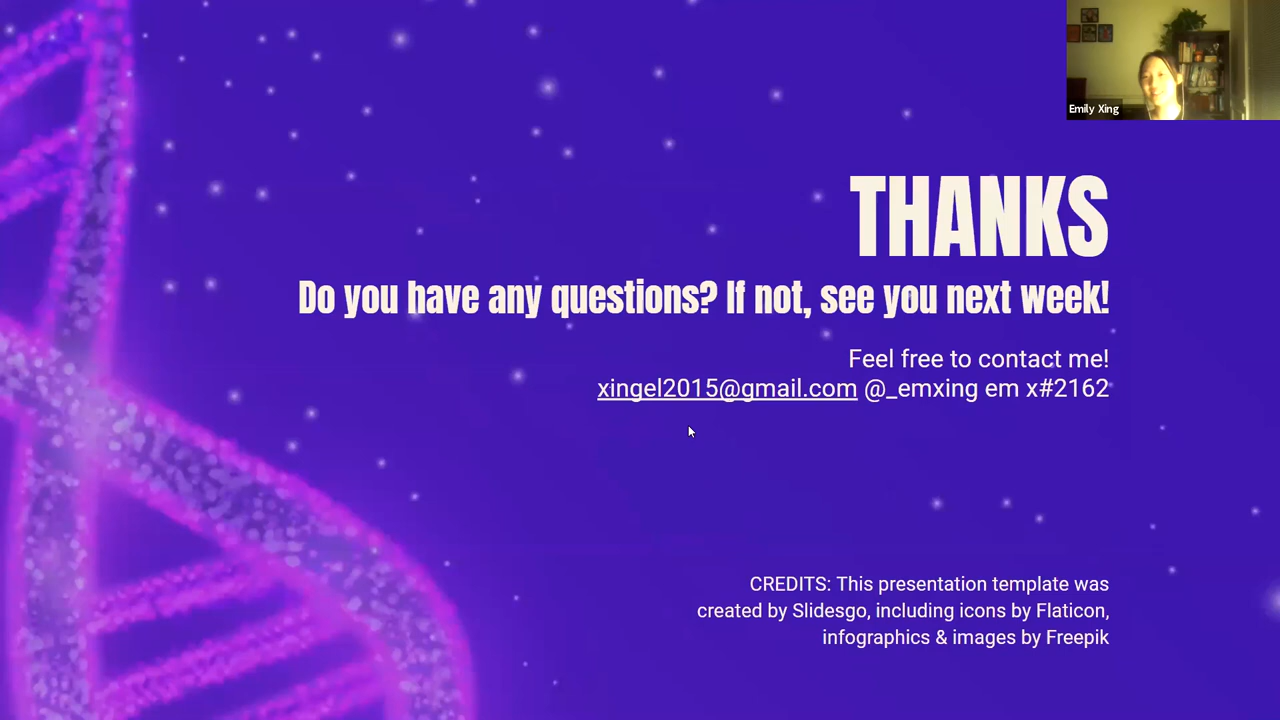 Emily Xing
THANKS
Do you have any questions? If not, see you next week!
Feel free to contact me!
xingel2015@gmail.com @_emxing em x#2162
CREDITS: This presentation template was
created by Slidesgo, including icons by Flaticon,
infographics & images by Freepik